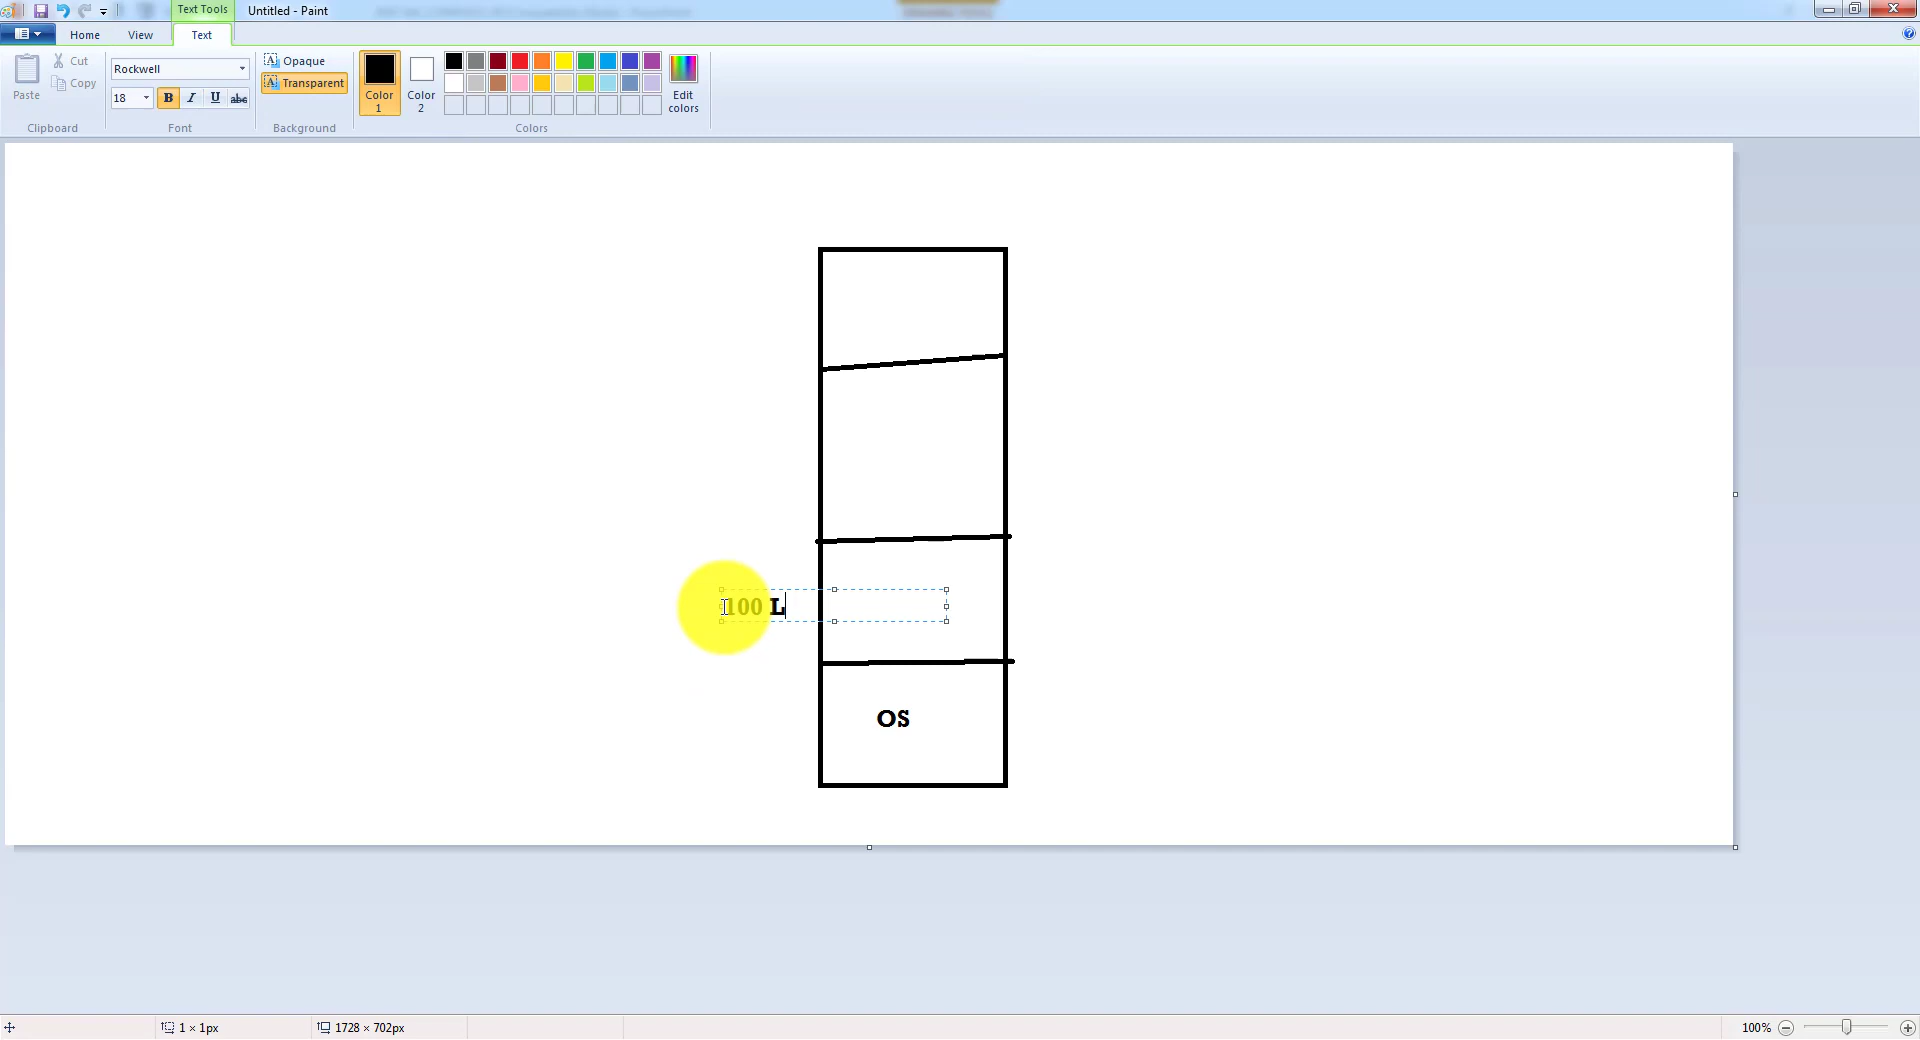 Text Tools
Untitled - Paint
Home
View
Text
Paste
Cut
Copy
Clipboard
Rockwell
18
B
I
U
abc
Font
Opaque
Transparent
Background
Color 1
Color 2
Edit colors
Colors
100 L
OS
1 × 1px
1728 × 702px
100%